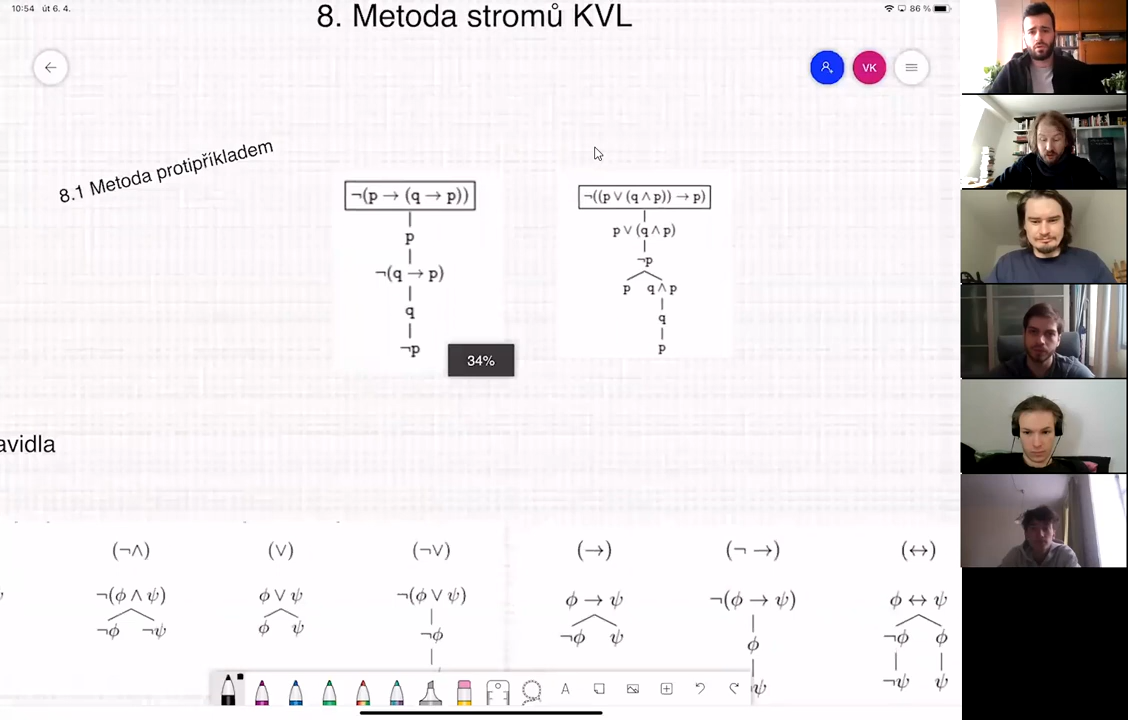 10:54 út 6. 4.
86 %
8. Metoda stromů KVL
VK
8.1 Metoda protipříkladem
¬(p → (q → p))
p
¬(q → p)
q
¬p
¬((p ∨ (q ∧ p)) → p)
p ∨ (q ∧ p)
¬p
p q ∧ p
q
p
34%
avidla
(¬∧) (∨) (¬∨) (→) (¬ →) (↔)
¬(ϕ ∧ ψ) ϕ ∨ ψ ¬(ϕ ∨ ψ) ϕ → ψ ¬(ϕ → ψ) ϕ ↔ ψ
¬ϕ ¬ψ ϕ ψ ¬ϕ ¬ϕ ψ ϕ ¬ϕ ϕ
ψ ¬ψ ψ
A